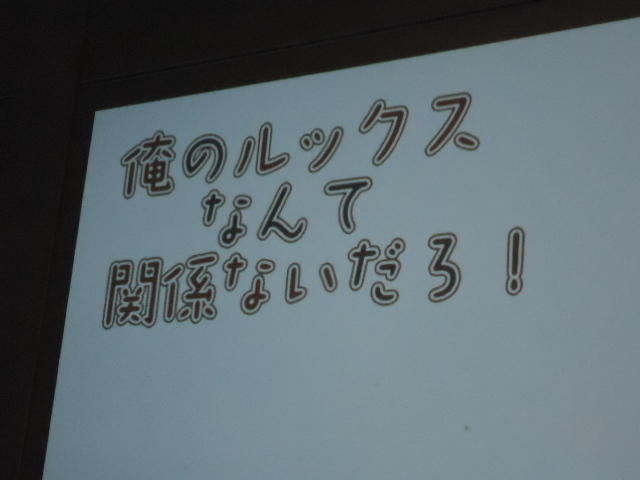 俺のルックス
なんて
関係ないだろ！